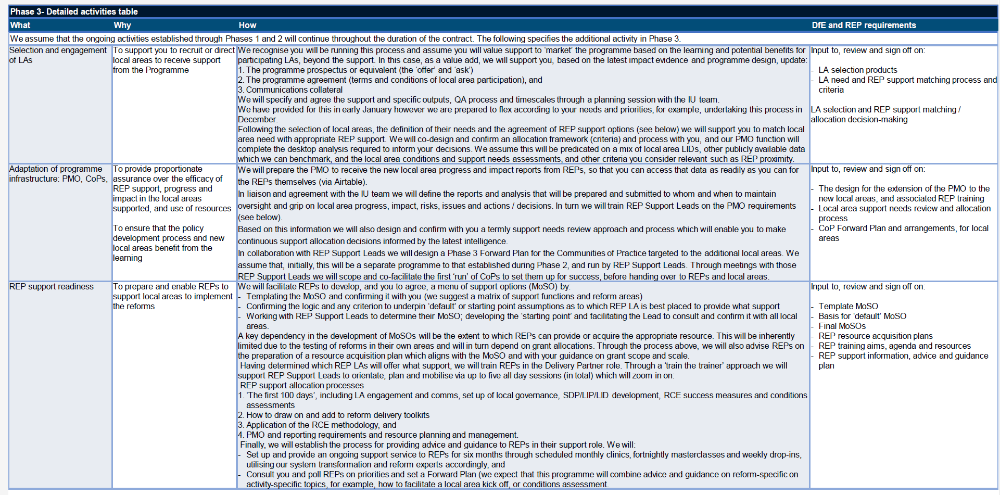 Phase 3- Detailed activities table
What
Why
How
DfE and REP requirements
We assume that the ongoing activities established through Phases 1 and 2 will continue throughout the duration of the contract. The following specifies the additional activity in Phase 3.
Selection and engagement
of LAs
To support you to recruit or direct
local areas to receive support
from the Programme
We recognise you will be running this process and assume you will value support to ‘market’ the programme based on the learning and potential benefits for
participating LAs, beyond the support. In this case, as a value add, we will support you, based on the latest impact evidence and programme design, update:
1. The programme prospectus or equivalent (the ‘offer’ and ‘ask’)
2. The programme agreement (terms and conditions of local area participation), and
3. Communications collateral
We will specify and agree the support and specific outputs, QA process and timescales through a planning session with the IU team.
We have provided for this in early January however we are prepared to flex according to your needs and priorities, for example, undertaking this process in
December.
Following the selection of local areas, the definition of their needs and the agreement of REP support options (see below) we will support you to match local
area need with appropriate REP support. We will co-design and confirm an allocation framework (criteria) and process with you, and our PMO function will
complete the desktop analysis required to inform your decisions. We assume this will be predicated on a mix of local area LIDs, other publicly available data
which we can benchmark, and the local area conditions and support needs assessments, and other criteria you consider relevant such as REP proximity.
Input to, review and sign off on:
- LA selection products
- LA need and REP support matching process and
criteria
LA selection and REP support matching /
allocation decision-making
Adaptation of programme
infrastructure: PMO, CoPs,
To provide proportionate
assurance over the efficacy of
REP support, progress and
impact in the local areas
supported, and use of resources
To ensure that the policy
development process and new
local areas benefit from the
learning
We will prepare the PMO to receive the new local area progress and impact reports from REPs, so that you can access that data as readily as you can for
the REPs themselves (via Airtable).
In liaison and agreement with the IU team we will define the reports and analysis that will be prepared and submitted to whom and when to maintain
oversight and grip on local area progress, impact, risks, issues and actions / decisions. In turn we will train REP Support Leads on the PMO requirements
(see below).
Based on this information we will also design and confirm with you a termly support needs review approach and process which will enable you to make
continuous support allocation decisions informed by the latest intelligence.
In collaboration with REP Support Leads we will design a Phase 3 Forward Plan for the Communities of Practice targeted to the additional local areas. We
assume that, initially, this will be a separate programme to that established during Phase 2, and run by REP Support Leads. Through meetings with those
REP Support Leads we will scope and co-facilitate the first ‘run’ of CoPs to set them up for success, before handing over to REPs and local areas.
Input to, review and sign off on:
- The design for the extension of the PMO to the
new local areas, and associated REP training
- Local area support needs review and allocation
process
- CoP Forward Plan and arrangements, for local
areas
REP support readiness
To prepare and enable REPs to
support local areas to implement
the reforms
We will facilitate REPs to develop, and you to agree, a menu of support options (MoSO) by:
- Templating the MoSO and confirming it with you (we suggest a matrix of support functions and reform areas)
- Confirming the logic and any criterion to underpin ‘default’ or starting point assumptions as to which REP LA is best placed to provide what support
- Working with REP Support Leads to determine their MoSO; developing the ‘starting point’ and facilitating the Lead to consult and confirm it with all local
areas.
A key dependency in the development of MoSOs will be the extent to which REPs can provide or acquire the appropriate resource. This will be inherently
limited due to the testing of reforms in their own areas and will in turn depend on grant allocations. Through the process above, we will also advise REPs on
the preparation of a resource acquisition plan which aligns with the MoSO and with your guidance on grant scope and scale.
Having determined which REP LAs will offer what support, we will train REPs in the Delivery Partner role. Through a ‘train the trainer’ approach we will
support REP Support Leads to orientate, plan and mobilise via up to five all day sessions (in total) which will zoom in on:
REP support allocation processes
1. ‘The first 100 days’, including LA engagement and comms, set up of local governance, SDP/LIP/LID development, RCE success measures and conditions
assessments
2. How to draw on and add to reform delivery toolkits
3. Application of the RCE methodology, and
4. PMO and reporting requirements and resource planning and management.
Finally, we will establish the process for providing advice and guidance to REPs in their support role. We will:
- Set up and provide an ongoing support service to REPs for six months through scheduled monthly clinics, fortnightly masterclasses and weekly drop-ins,
utilising our system transformation and reform experts accordingly, and
- Consult you and poll REPs on priorities and set a Forward Plan (we expect that this programme will combine advice and guidance on reform-specific on
activity-specific topics, for example, how to facilitate a local area kick off, or conditions assessment.
Input to, review and sign off on:
- Template MoSO
- Basis for ‘default’ MoSO
- Final MoSOs
- REP resource acquisition plans
- REP training aims, agenda and resources
- REP support information, advice and guidance
plan